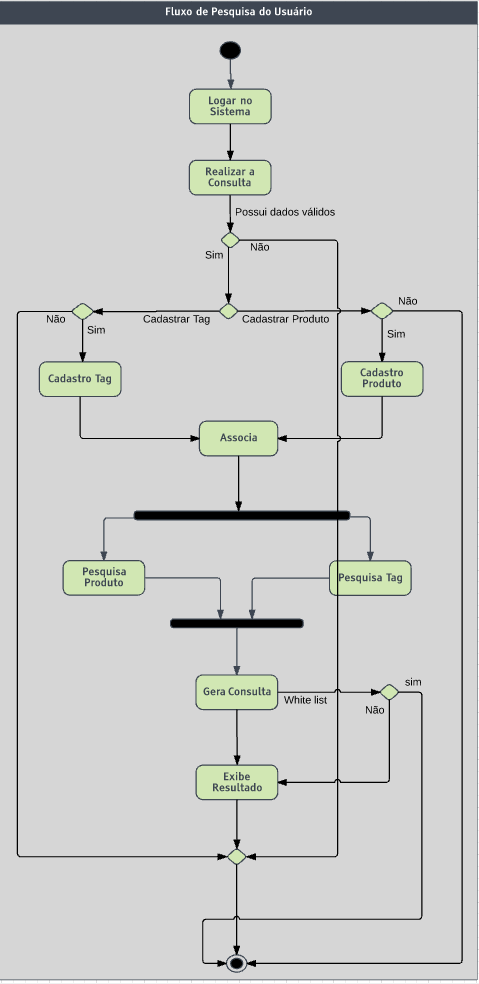 Fluxo de Pesquisa do Usuário
Logar no
Sistema
Realizar a
Consulta
Possui dados válidos
Não
Sim
Não
Cadastrar Tag
Cadastrar Produto
Não
Sim
Sim
Cadastro Tag
Cadastro
Produto
Associa
Pesquisa
Produto
Pesquisa Tag
Gera Consulta
White list
sim
Não
Exibe
Resultado